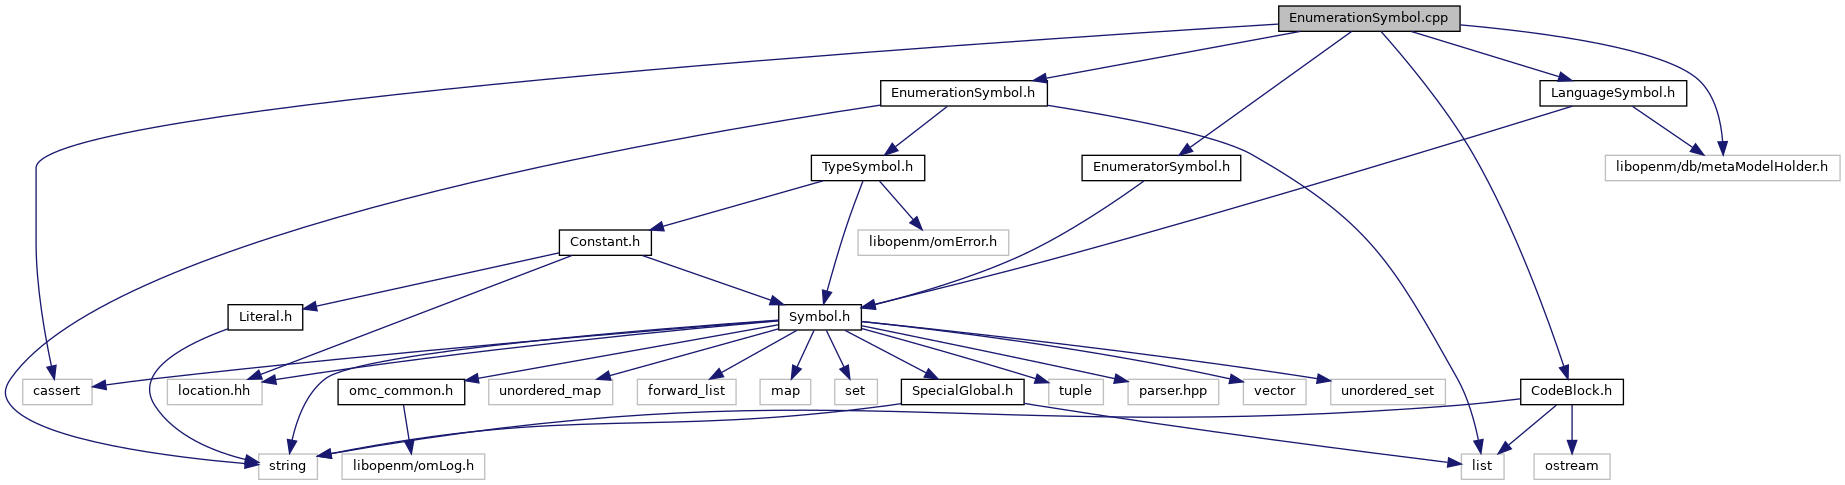 EnumerationSymbol.cpp
EnumerationSymbol.h
LanguageSymbol.h
TypeSymbol.h
EnumeratorSymbol.h
libopenm/db/metaModelHolder.h
Constant.h
libopenm/omError.h
Literal.h
Symbol.h
cassert
location.hh
omc_common.h
unordered_map
forward_list
map
set
SpecialGlobal.h
tuple
parser.hpp
vector
unordered_set
CodeBlock.h
string
libopenm/omLog.h
list
ostream